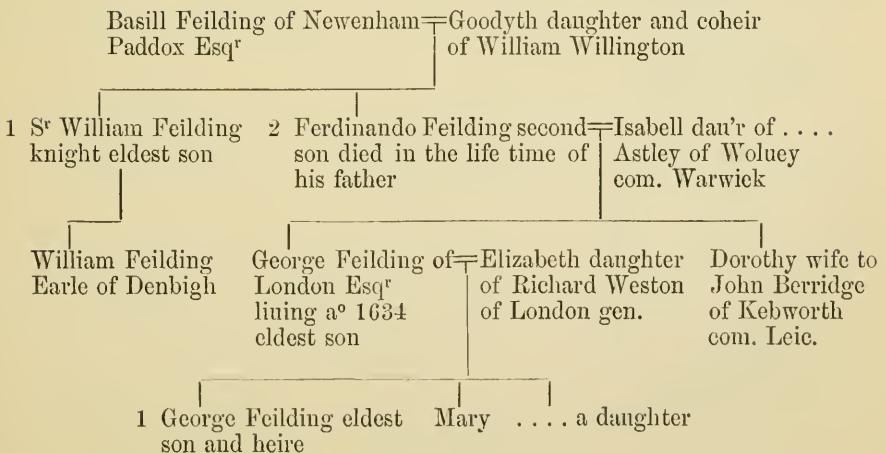 Basill Feilding of Newenham Paddox Esqʳ
Goodyth daughter and coheir of William Willington
1 Sʳ William Feilding knight eldest son
2 Ferdinando Feilding second son died in the life time of his father
Isabell dau'r of . . . . Astley of Woluey com. Warwick
William Feilding Earle of Denbigh
George Feilding of London Esqʳ liuing aº 1634 eldest son
Elizabeth daughter of Richard Weston of London gen.
Dorothy wife to John Berridge of Kebworth com. Leic.
1 George Feilding eldest son and heire
Mary
. . . . a daughter